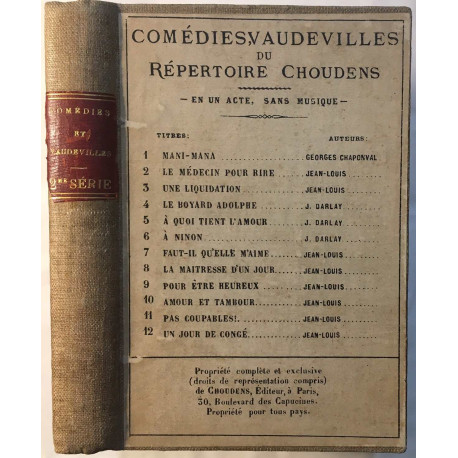 COMÉDIES
ET
VAUDEVILLES
2ME SÉRIE
COMÉDIES, VAUDEVILLES
DU
RÉPERTOIRE CHOUDENS
— EN UN ACTE, SANS MUSIQUE —
TITRES: AUTEURS:
1 MANI-MANA GEORGES CHAPONVAL
2 LE MÉDECIN POUR RIRE JEAN-LOUIS
3 UNE LIQUIDATION JEAN-LOUIS
4 LE BOYARD ADOLPHE J. DARLAY
5 À QUOI TIENT L'AMOUR J. DARLAY
6 À NINON J. DARLAY
7 FAUT-IL QU'ELLE M'AIME JEAN-LOUIS
8 LA MAITRESSE D'UN JOUR JEAN-LOUIS
9 POUR ÊTRE HEUREUX JEAN-LOUIS
10 AMOUR ET TAMBOUR JEAN-LOUIS
11 PAS COUPABLES! JEAN-LOUIS
12 UN JOUR DE CONGÉ JEAN-LOUIS
Propriété complète et exclusive
(droits de représentation compris)
de CHOUDENS, Éditeur, à Paris,
30, Boulevard des Capucines.
Propriété pour tous pays.